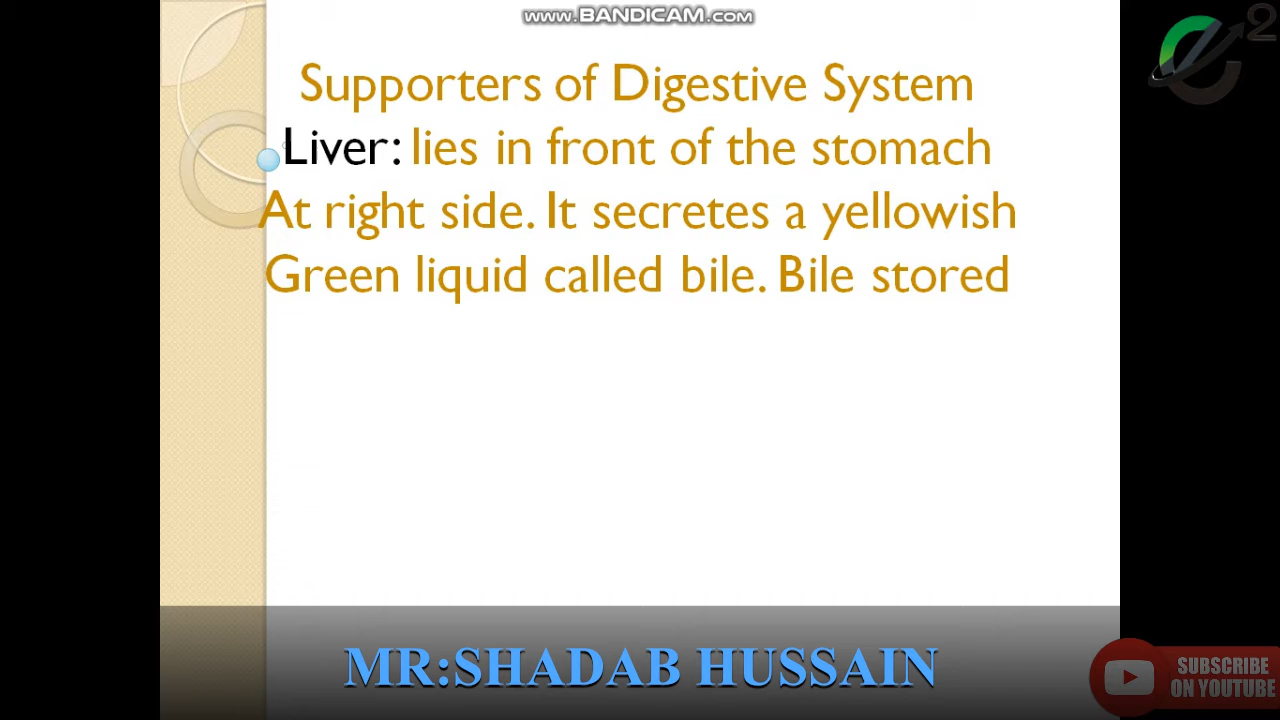 www.BANDICAM.com
2
Supporters of Digestive System
Liver: lies in front of the stomach
At right side. It secretes a yellowish
Green liquid called bile. Bile stored
MR:SHADAB HUSSAIN
SUBSCRIBE
ON YOUTUBE